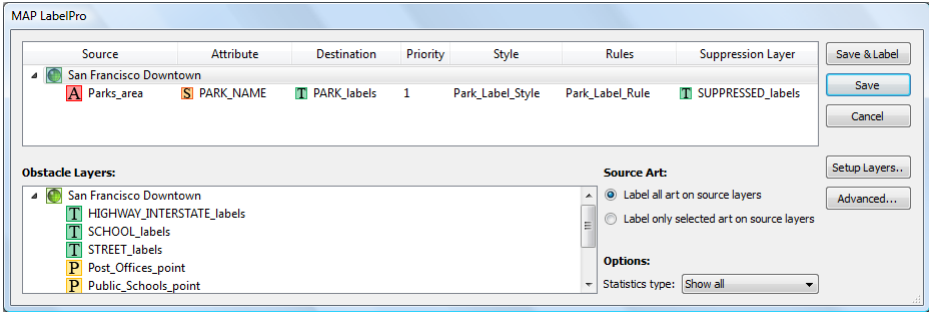 MAP LabelPro
Source Attribute Destination Priority Style Rules Suppression Layer
San Francisco Downtown
A Parks_area S PARK_NAME T PARK_labels 1 Park_Label_Style Park_Label_Rule T SUPPRESSED_labels
Save & Label
Save
Cancel
Setup Layers..
Advanced...
Obstacle Layers:
San Francisco Downtown
T HIGHWAY_INTERSTATE_labels
T SCHOOL_labels
T STREET_labels
P Post_Offices_point
P Public_Schools_point
Source Art:
Label all art on source layers
Label only selected art on source layers
Options:
Statistics type: Show all